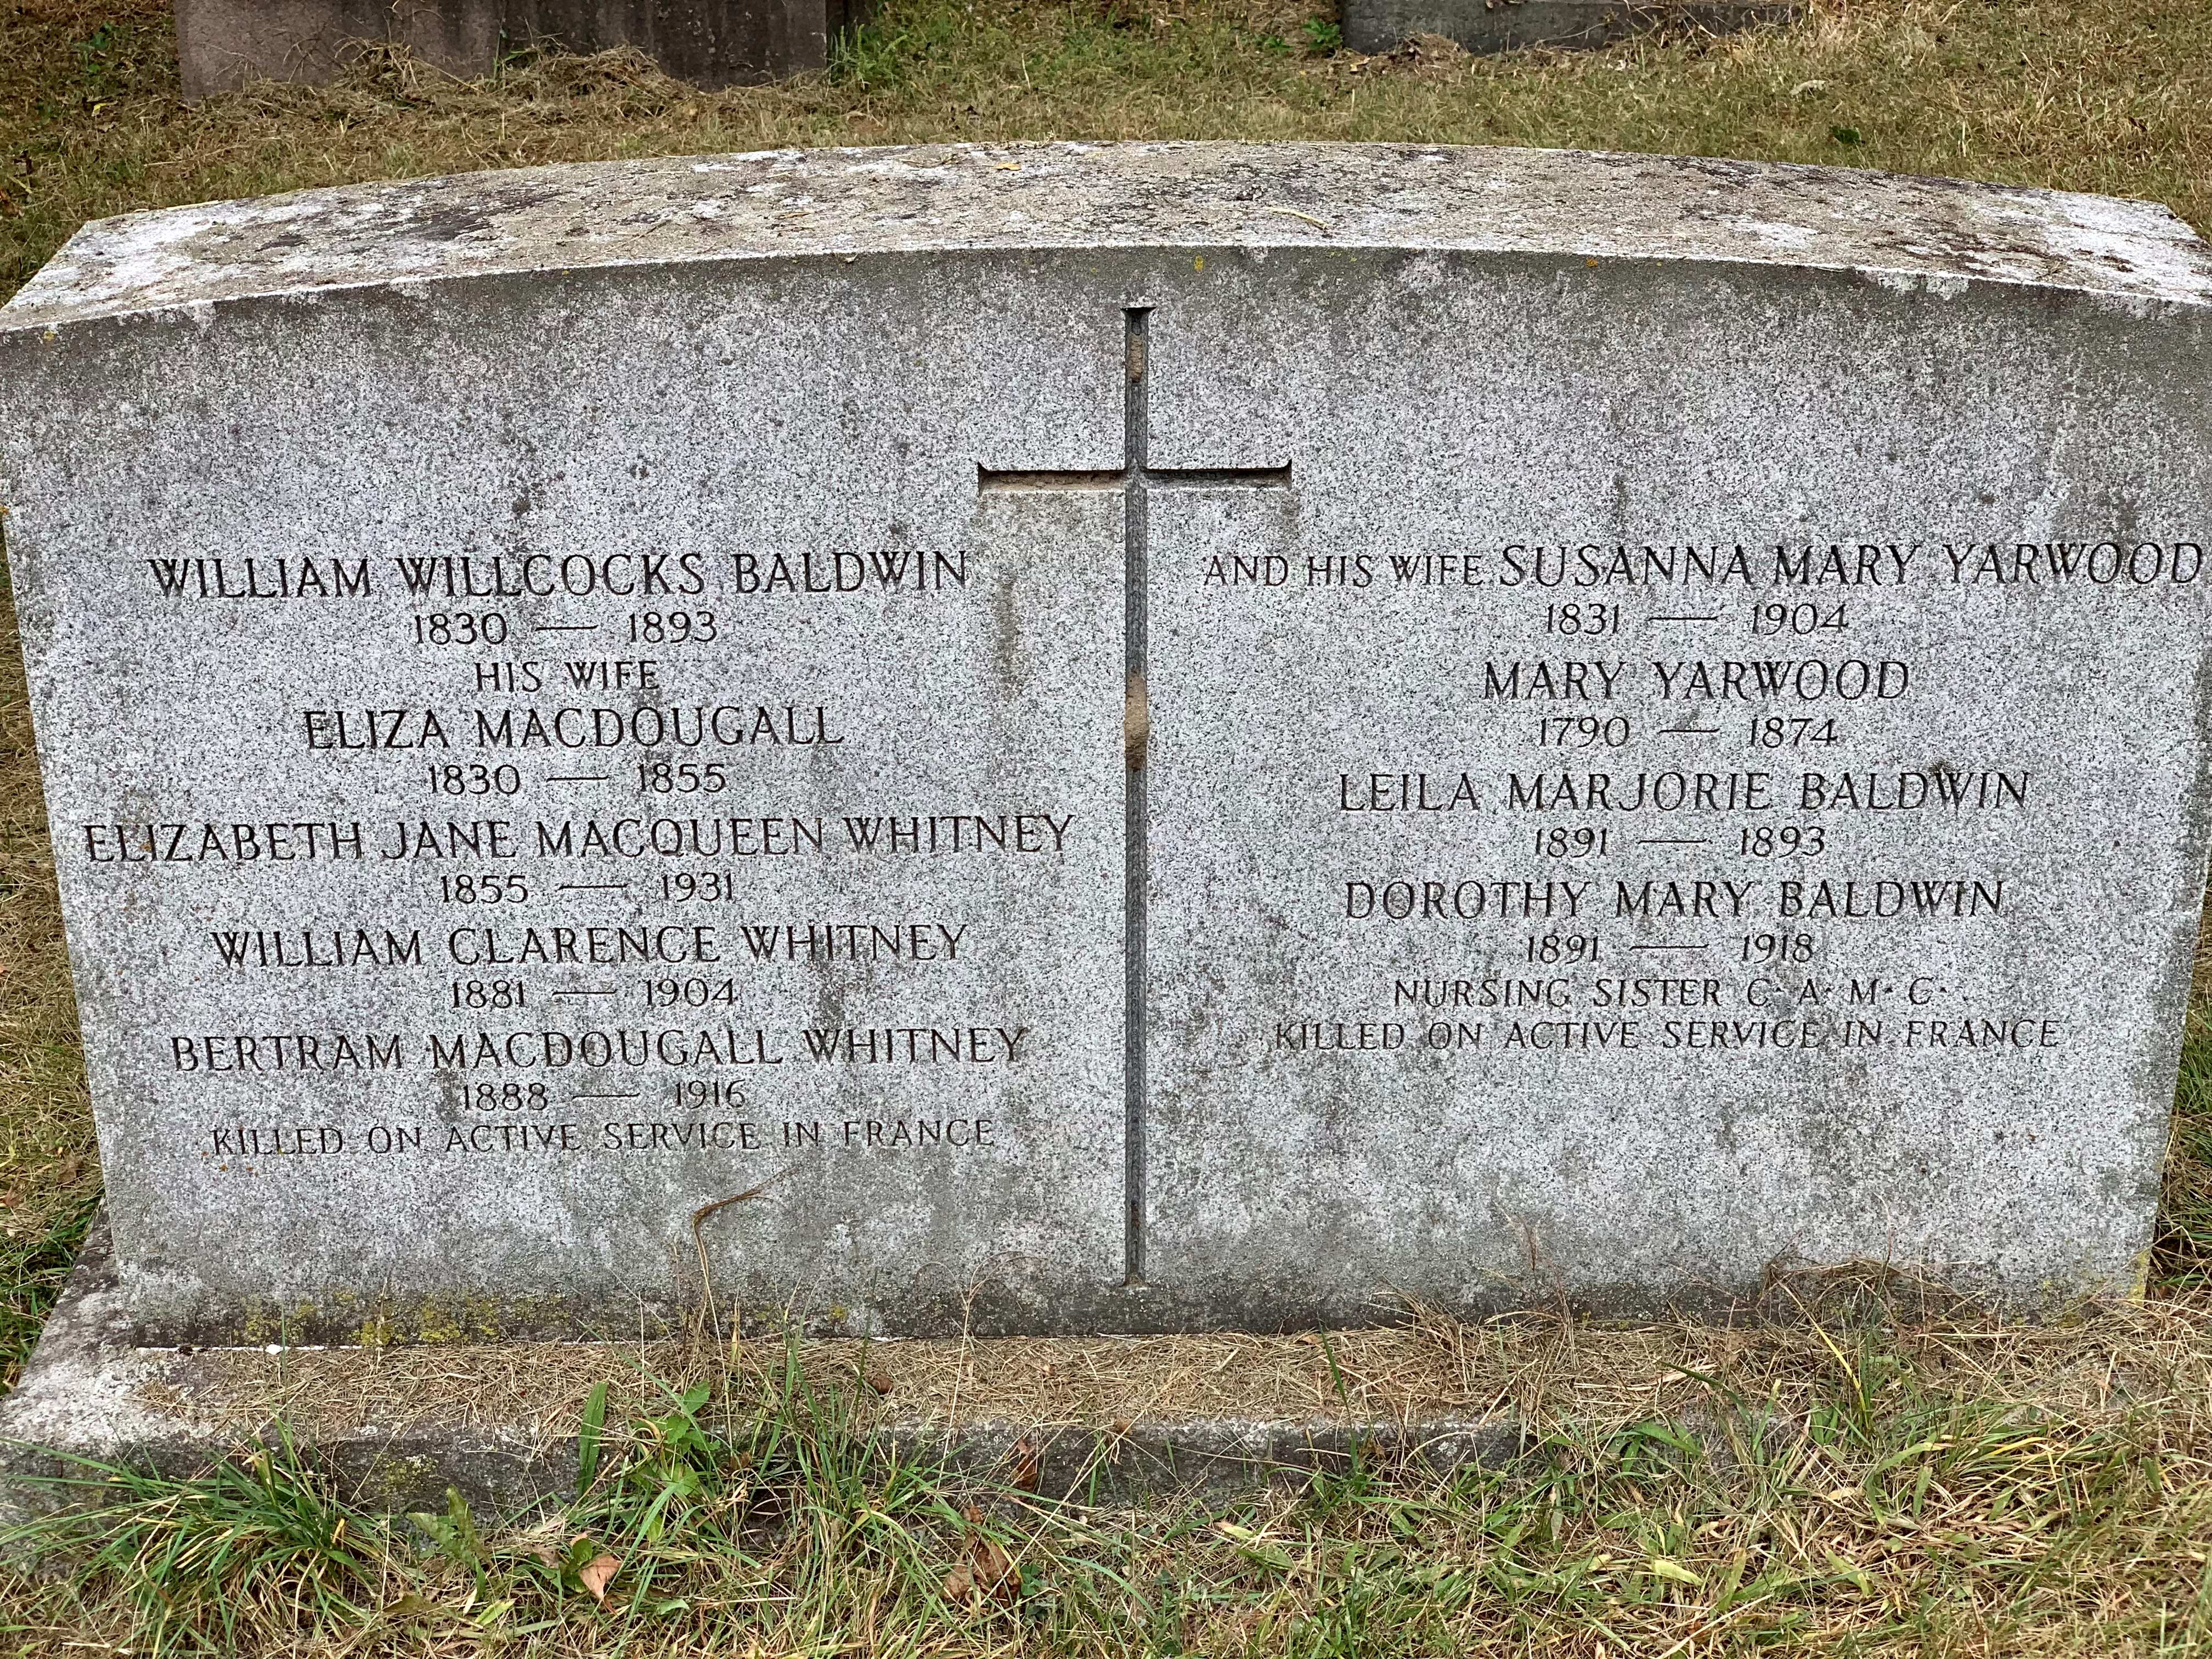 WILLIAM WILLCOCKS BALDWIN
1830 — 1893
HIS WIFE
ELIZA MACDOUGALL
1830 — 1855
ELIZABETH JANE MACQUEEN WHITNEY
1855 — 1931
WILLIAM CLARENCE WHITNEY
1881 — 1904
BERTRAM MACDOUGALL WHITNEY
1888 — 1916
KILLED ON ACTIVE SERVICE IN FRANCE
AND HIS WIFE SUSANNA MARY YARWOOD
1831 — 1904
MARY YARWOOD
1790 — 1874
LEILA MARJORIE BALDWIN
1891 — 1893
DOROTHY MARY BALDWIN
1891 — 1918
NURSING SISTER C·A·M·C·
KILLED ON ACTIVE SERVICE IN FRANCE